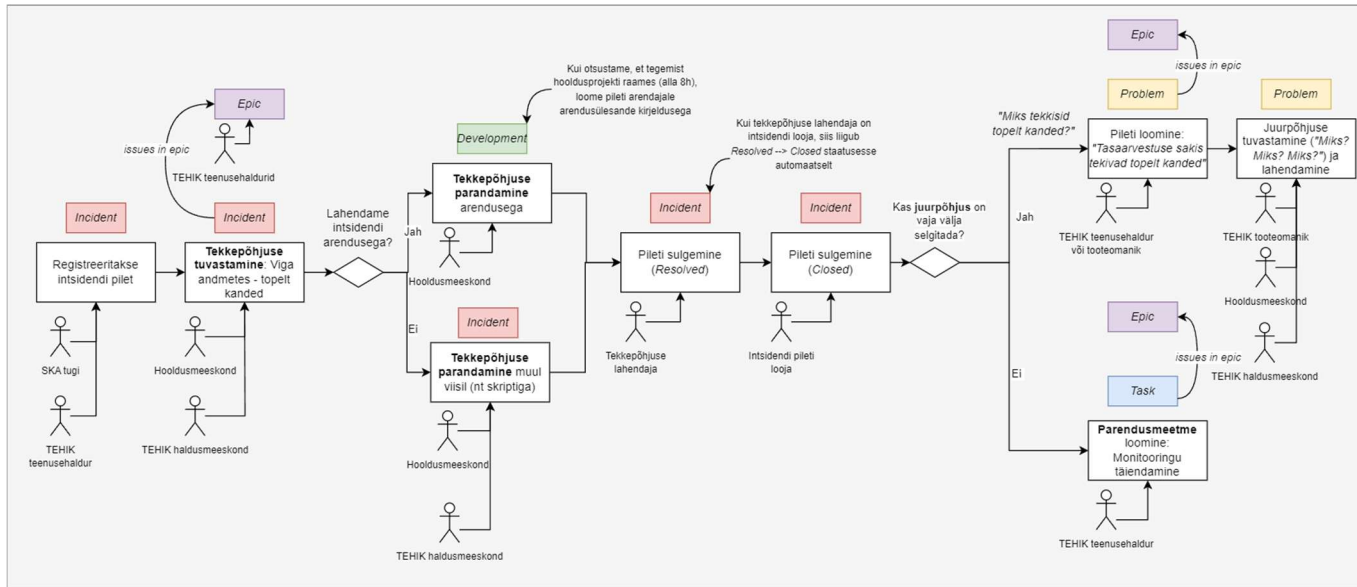 Epic
issues in epic
TEHIK teenusehaldurid
Incident
Registreeritakse
intsidendi pilet
SKA tugi
TEHIK
teenusehaldur
Incident
Tekkepõhjuse
tuvastamine: Viga
andmetes - topelt
kanded
Hooldusmeeskond
TEHIK haldusmeeskond
Lahendame
intsidendi
arendusega?
Jah
Ei
Kui otsustame, et tegemist
hooldusprojekti raames (alla 8h),
loome pileti arendajale
arendusülesande kirjeldusega
Development
Tekkepõhjuse
parandamine
arendusega
Hooldusmeeskond
Incident
Tekkepõhjuse
parandamine muul
viisil (nt skriptiga)
Hooldusmeeskond
TEHIK haldusmeeskond
Kui tekkepõhjuse lahendaja on
intsidendi looja, siis liigub
Resolved --> Closed staatusesse
automaatselt
Incident
Pileti sulgemine
(Resolved)
Tekkepõhjuse
lahendaja
Incident
Pileti sulgemine
(Closed)
Intsidendi pileti
looja
Kas juurpõhjus on
vaja välja
selgitada?
"Miks tekkisid
topelt kanded?"
Jah
Ei
Epic
issues in epic
Problem
Pileti loomine:
"Tasaarvestuse sakis
tekivad topelt kanded"
TEHIK teenusehaldur
või tooteomanik
Problem
Juurpõhjuse
tuvastamine ("Miks?
Miks? Miks?") ja
lahendamine
TEHIK tooteomanik
Hooldusmeeskond
TEHIK haldusmeeskond
Epic
issues in epic
Task
Parendusmeetme
loomine:
Monitooringu
täiendamine
TEHIK teenusehaldur